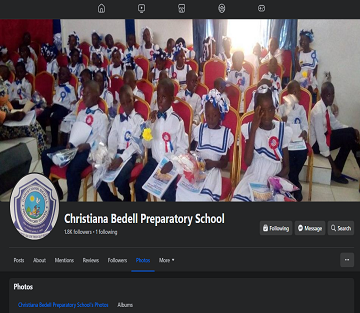 Christiana Bedell Preparatory School
1.8K followers • 1 following
Following
Message
Search
Posts About Mentions Reviews Followers Photos More
Photos
Christiana Bedell Preparatory School's Photos Albums